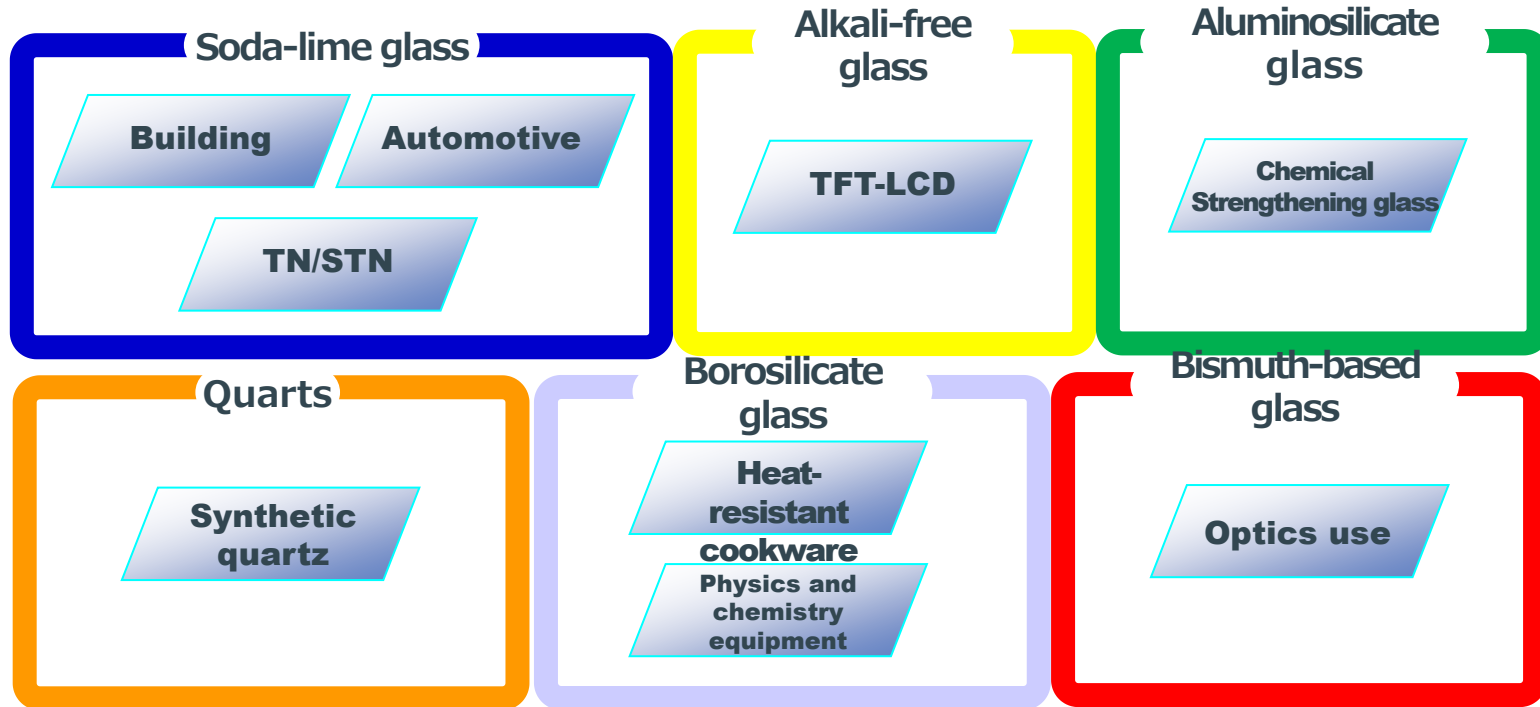 Soda-lime glass
Building
Automotive
TN/STN
Alkali-free
glass
TFT-LCD
Aluminosilicate
glass
Chemical
Strengthening glass
Quarts
Synthetic
quartz
Borosilicate
glass
Heat-
resistant
cookware
Physics and
chemistry
equipment
Bismuth-based
glass
Optics use